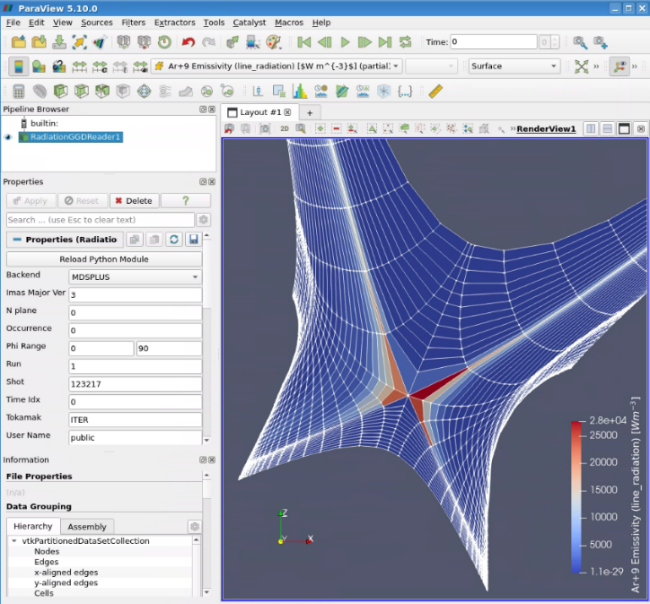 ParaView 5.10.0
File Edit View Sources Filters Extractors Tools Catalyst Macros Help
Time: 0
Ar+9 Emissivity (line_radiation) [$W m^{-3}$] (partial
Surface
Pipeline Browser
builtin:
RadiationGGDReader1
Properties
Apply Reset Delete ?
Search ... (use Esc to clear text)
Properties (Radiatio
Reload Python Module
Backend MDSPLUS
Imas Major Ver 3
N plane 0
Occurrence 0
Phi Range 0 90
Run 1
Shot 123217
Time Idx 0
Tokamak ITER
User Name public
Information
File Properties
(n/a)
Data Grouping
Hierarchy Assembly
vtkPartitionedDataSetCollection
Nodes
Edges
x-aligned edges
y-aligned edges
Cells
Layout #1
+
2D
RenderView1
2.8e+04
25000
20000
15000
10000
5000
1.1e-29
Ar+9 Emissivity (line_radiation) [Wm⁻³]
Z
Y
X